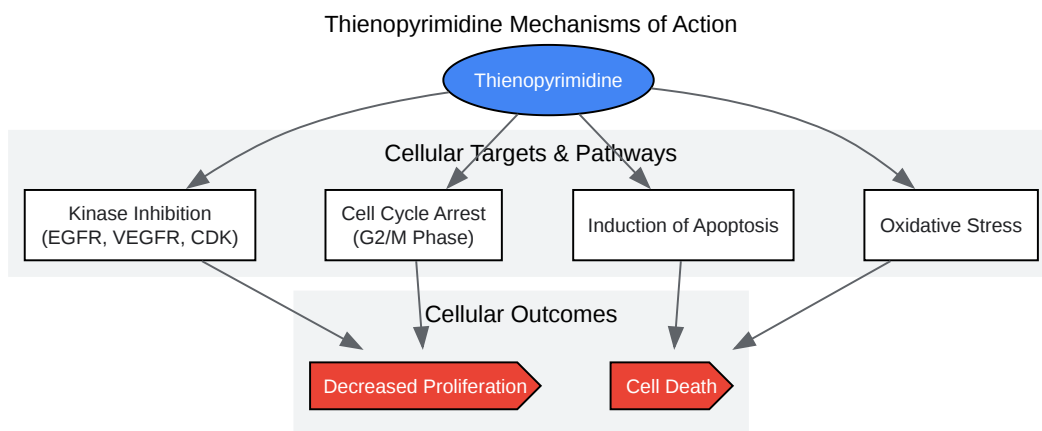 Thienopyrimidine Mechanisms of Action
Thienopyrimidine
Cellular Targets & Pathways
Kinase Inhibition
(EGFR, VEGFR, CDK)
Cell Cycle Arrest
(G2/M Phase)
Induction of Apoptosis
Oxidative Stress
Cellular Outcomes
Decreased Proliferation
Cell Death